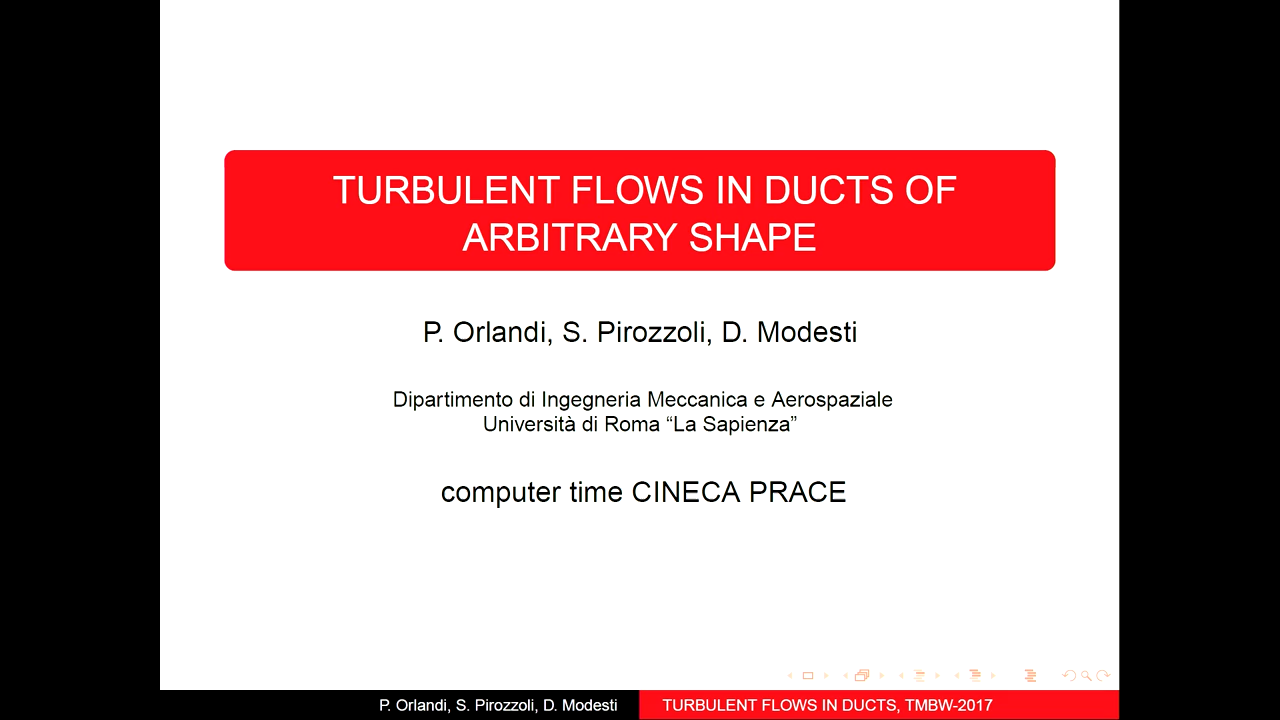 TURBULENT FLOWS IN DUCTS OF
ARBITRARY SHAPE
P. Orlandi, S. Pirozzoli, D. Modesti
Dipartimento di Ingegneria Meccanica e Aerospaziale
Università di Roma “La Sapienza”
computer time CINECA PRACE
P. Orlandi, S. Pirozzoli, D. Modesti
TURBULENT FLOWS IN DUCTS, TMBW-2017